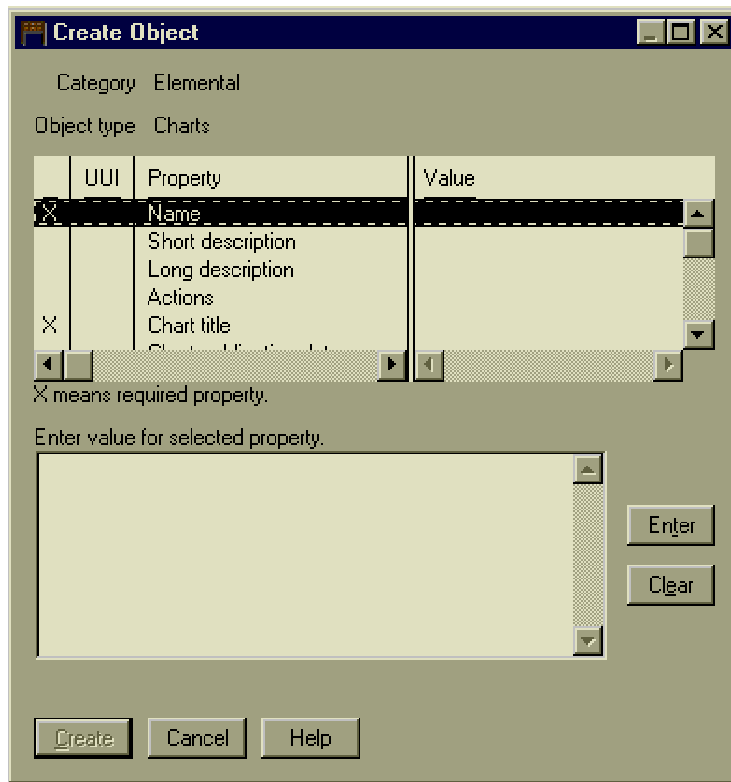 Create Object
Category Elemental
Object type Charts
UUI Property Value
X Name
Short description
Long description
Actions
X Chart title
X means required property.
Enter value for selected property.
Enter
Clear
Create Cancel Help